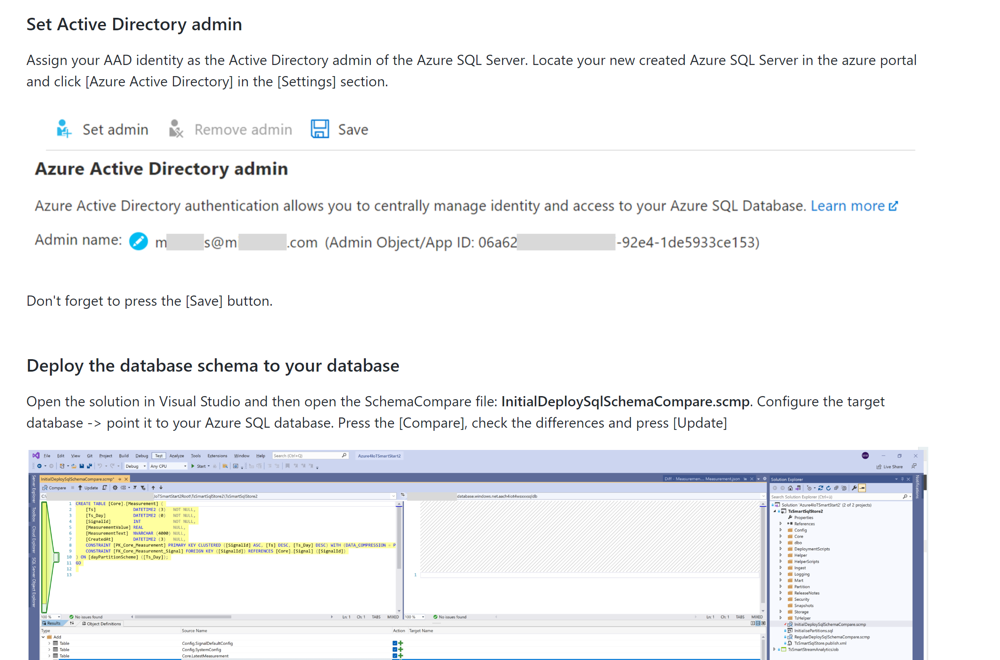 Set Active Directory admin
Assign your AAD identity as the Active Directory admin of the Azure SQL Server. Locate your new created Azure SQL Server in the azure portal
and click [Azure Active Directory] in the [Settings] section.
Set admin Remove admin Save
Azure Active Directory admin
Azure Active Directory authentication allows you to centrally manage identity and access to your Azure SQL Database. Learn more
Admin name: m s@m .com (Admin Object/App ID: 06a62 -92e4-1de5933ce153)
Don't forget to press the [Save] button.
Deploy the database schema to your database
Open the solution in Visual Studio and then open the SchemaCompare file: InitialDeploySqlSchemaCompare.scmp. Configure the target
database -> point it to your Azure SQL database. Press the [Compare], check the differences and press [Update]
File Edit View Git Project Build Debug Test Analyze Tools Extensions Window Help Search (Ctrl+Q) Azure4IoTSmartStart2 MW
Debug Any CPU Start Live Share
InitialDeploySqlSchemaCompare.scmp* Diff - Measuremen.... Measurement.json
Compare Update
C:\ IoTSmartStart2Root\TsSmartSqlStore2\TsSmartSqlStore2 database.windows.net.aach4iot4wsxxxsqldb
1 CREATE TABLE [Core].[Measurement] (
2 [Ts] DATETIME2 (3) NOT NULL,
3 [Ts_Day] DATETIME2 (0) NOT NULL,
4 [SignalId] INT NOT NULL,
5 [MeasurementValue] REAL NULL,
6 [MeasurementText] NVARCHAR (4000) NULL,
7 [CreatedAt] DATETIME2 (3) NULL,
8 CONSTRAINT [PK_Core_Measurement] PRIMARY KEY CLUSTERED ([SignalId] ASC, [Ts] DESC, [Ts_Day] DESC) WITH (DATA_COMPRESSION = P
9 CONSTRAINT [FK_Core_Measurement_Signal] FOREIGN KEY ([SignalId]) REFERENCES [Core].[Signal] ([SignalId])
10 ) ON [dayPartitionScheme] ([Ts_Day]);
11 GO
12
13
1
100 % No issues found Ln: 1 Ch: 1 TABS MIXED
100 % No issues found Ln: 1 Ch: 1 TABS MIXED
Results Object Definitions
Type Source Name Action Target Name
Add
Table Config.SignalDefaultConfig
Table Config.SystemConfig
Table Core.LatestMeasurement
Server Explorer
Toolbox
Cloud Explorer
SQL Server Object Explorer
Solution Explorer
Search Solution Explorer (Ctrl+ü)
Solution 'Azure4IoTSmartStart2' (2 of 2 projects)
TsSmartSqlStore2
Properties
References
Config
Core
dbo
DeploymentScripts
Helper
HelperScripts
Ingest
Logging
Mart
Partition
ReleaseNotes
Security
Snapshots
Storage
TsHelper
InitialDeploySqlSchemaCompare.scmp
InitialisePartitions.sql
RegularDeploySqlSchemaCompare.scmp
TsSmartSqlStore.publish.xml
TsSmartStreamAnalyticsJob
Notifications